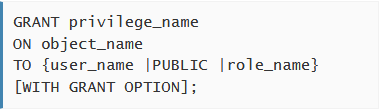 GRANT privilege_name
ON object_name
TO {user_name |PUBLIC |role_name}
[WITH GRANT OPTION];